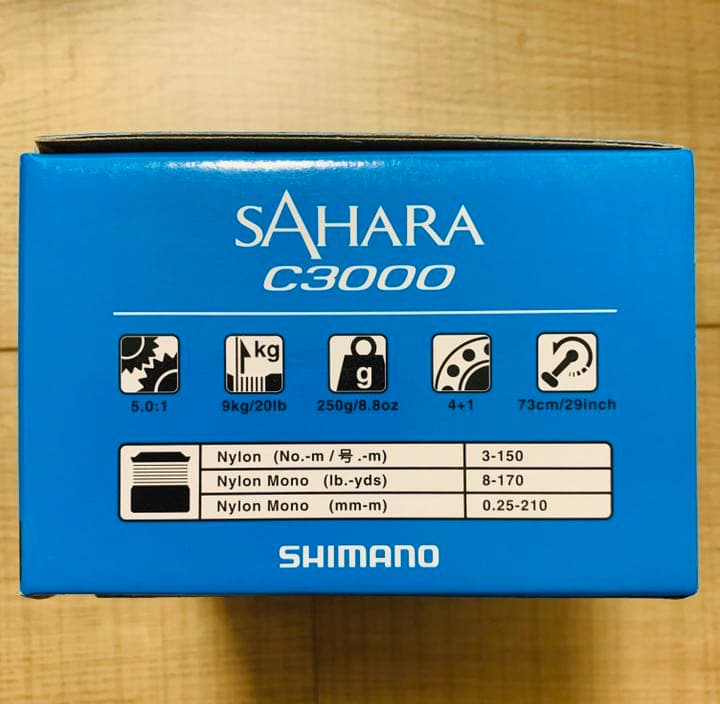 SAHARA
C3000
kg
g
5.0:1 9kg/20lb 250g/8.8oz 4+1 73cm/29inch
Nylon (No.-m / 号 .-m) 3-150
Nylon Mono (lb.-yds) 8-170
Nylon Mono (mm-m) 0.25-210
SHIMANO